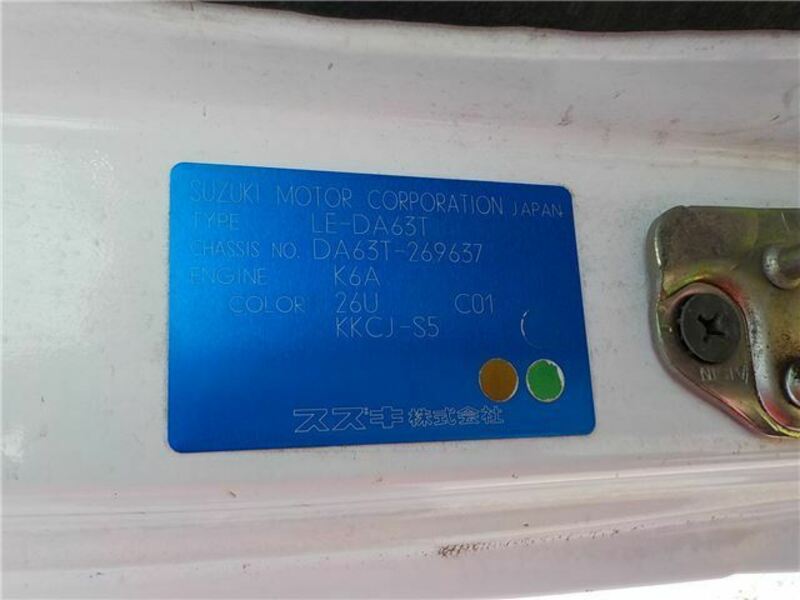 SUZUKI MOTOR CORPORATION JAPAN
TYPE LE-DA63T
CHASSIS NO. DA63T-269637
ENGINE K6A
COLOR 26U C01
KKCJ-S5
スズキ株式会社
AISIN